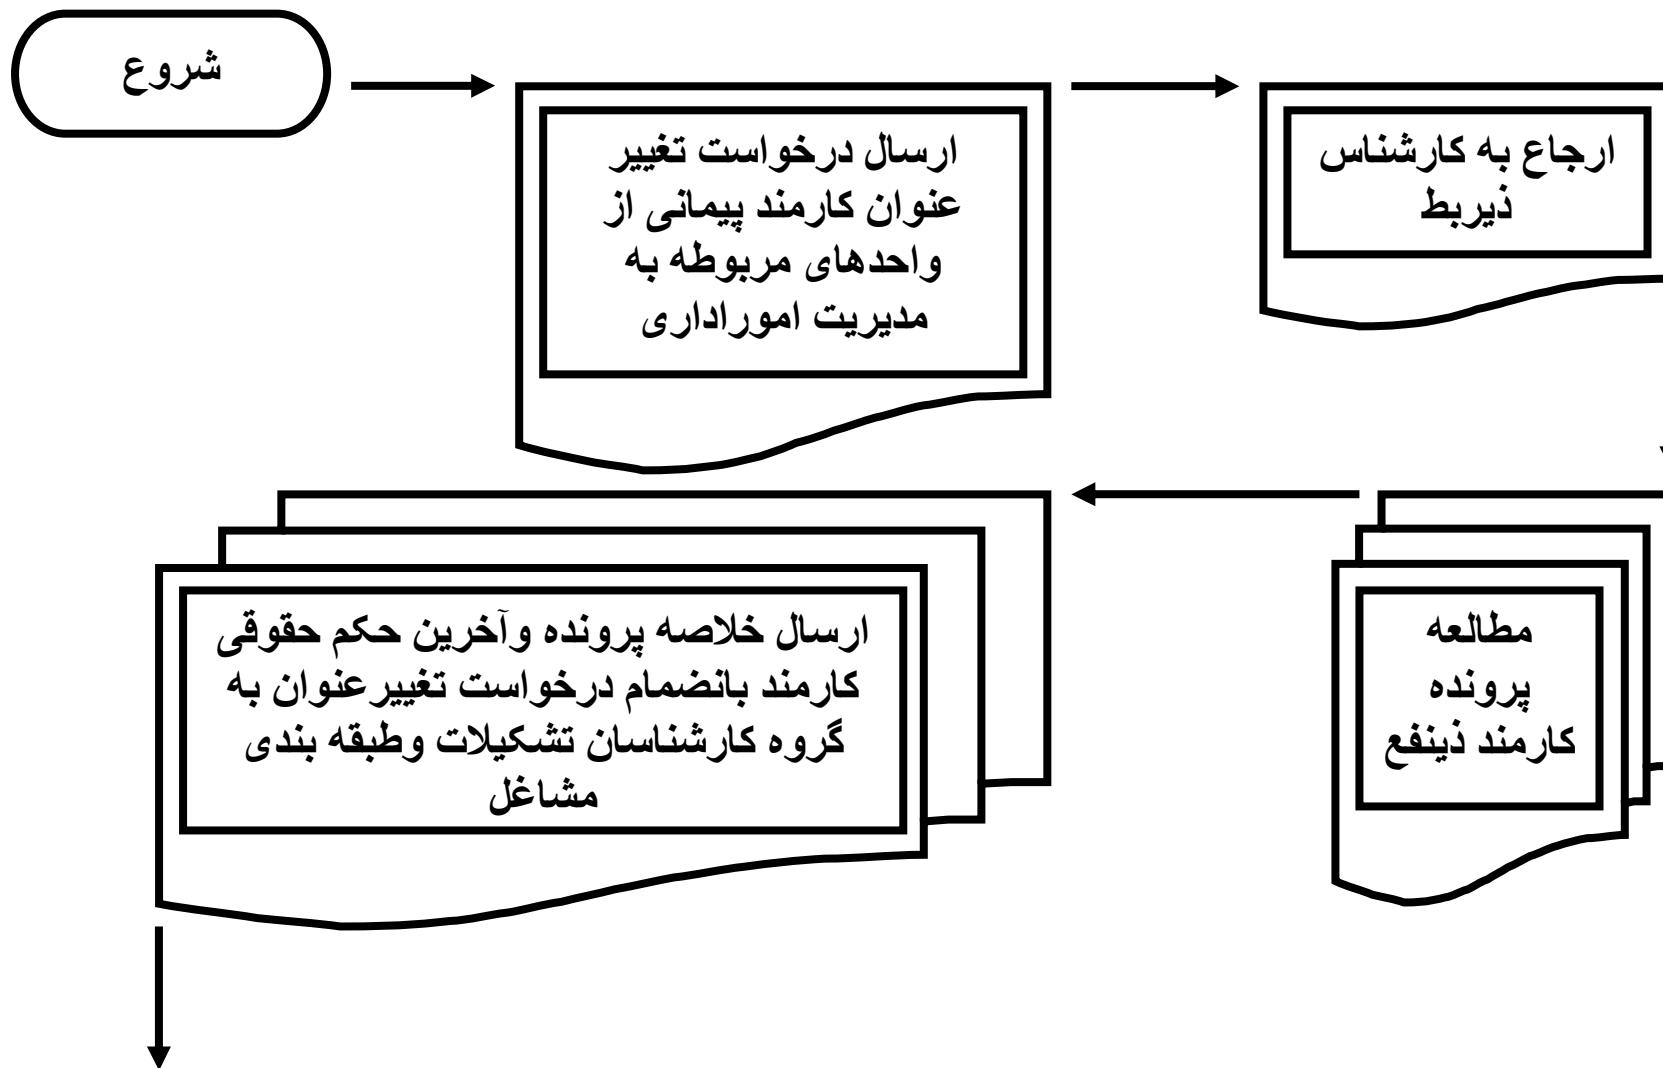 شروع
ارسال درخواست تغییر
عنوان کارمند پیمانی از
واحدهای مربوطه به
مدیریت اموراداری
ارجاع به کارشناس
ذیربط
مطالعه
پرونده
کارمند ذینفع
ارسال خلاصه پرونده وآخرین حکم حقوقی
کارمند بانضمام درخواست تغییرعنوان به
گروه کارشناسان تشکیلات وطبقه بندی
مشاغل